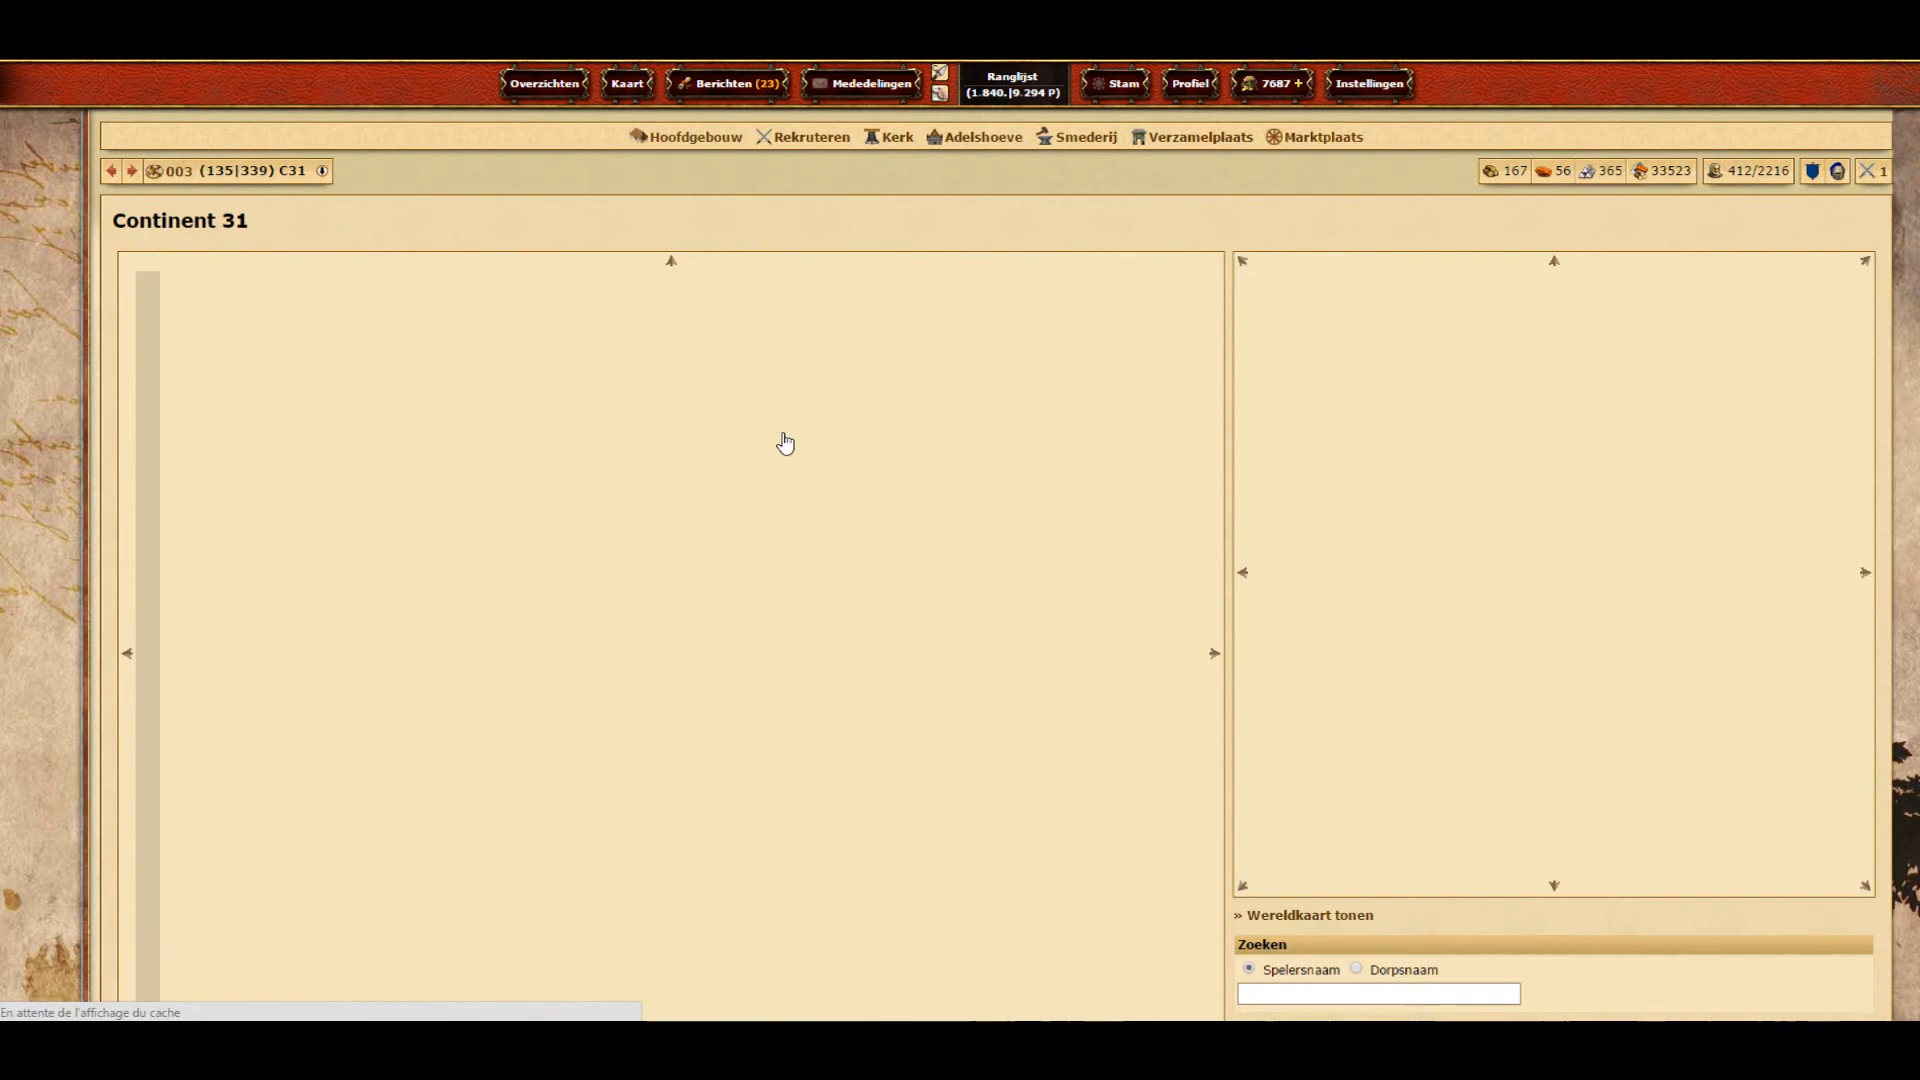 Overzichten Kaart Berichten (23) Mededelingen Ranglijst Stam Profiel 7687 + Instellingen
(1.840.|9.294 P)
Hoofdgebouw Rekruteren Kerk Adelshoeve Smederij Verzamelplaats Marktplaats
003 (135|339) C31 167 56 365 33523 412/2216 1
Continent 31
» Wereldkaart tonen
Zoeken
Spelersnaam Dorpsnaam
En attente de l'affichage du cache